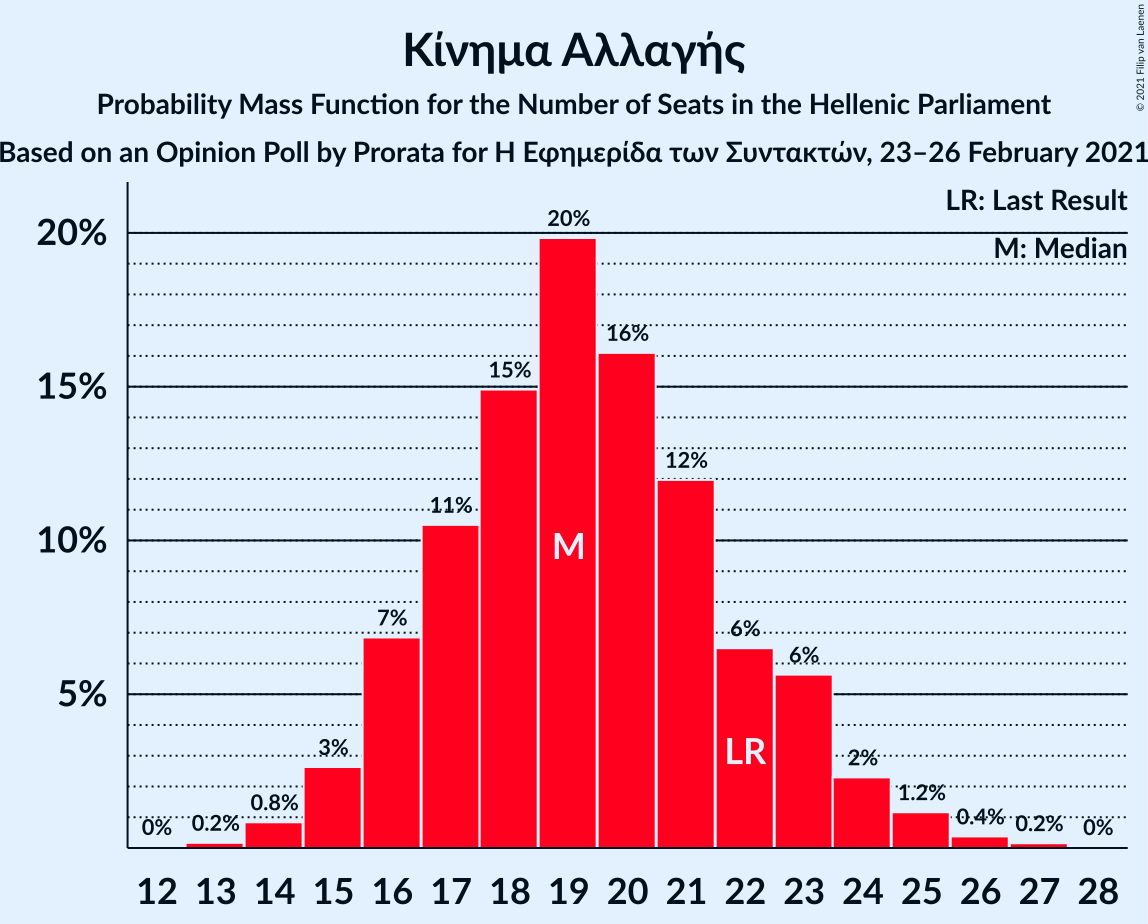 Κίνημα Αλλαγής
Probability Mass Function for the Number of Seats in the Hellenic Parliament
Based on an Opinion Poll by Prorata for Η Εφημερίδα των Συντακτών, 23–26 February 2021
© 2021 Filip van Laenen
LR: Last Result
M: Median
20%
15%
10%
5%
0% 0.2% 0.8% 3% 7% 11% 15% 20% 16% 12% 6% 6% 2% 1.2% 0.4% 0.2% 0%
M
LR
12 13 14 15 16 17 18 19 20 21 22 23 24 25 26 27 28